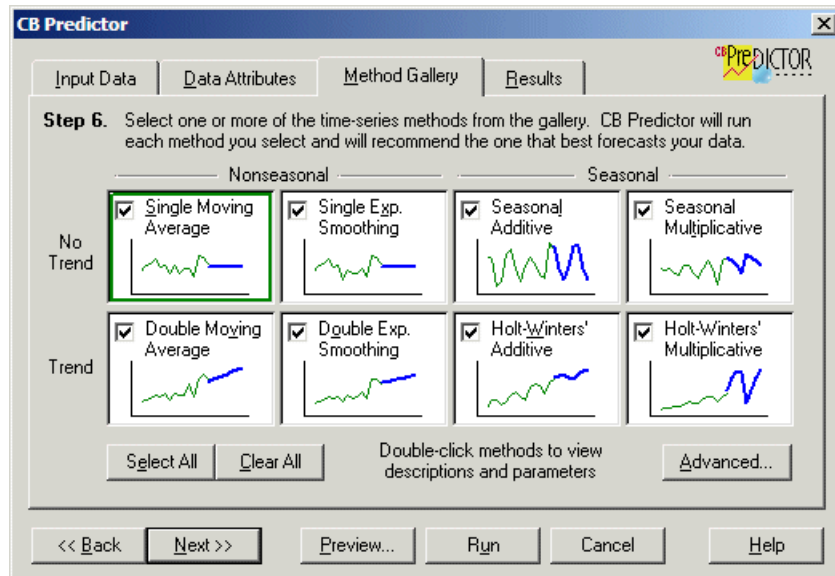 CB Predictor
CB PreDICTOR
Input Data Data Attributes Method Gallery Results
Step 6. Select one or more of the time-series methods from the gallery. CB Predictor will run
each method you select and will recommend the one that best forecasts your data.
Nonseasonal Seasonal
No
Trend
Single Moving
Average
Single Exp.
Smoothing
Seasonal
Additive
Seasonal
Multiplicative
Trend
Double Moving
Average
Double Exp.
Smoothing
Holt-Winters'
Additive
Holt-Winters'
Multiplicative
Select All Clear All
Double-click methods to view
descriptions and parameters
Advanced...
<< Back Next >> Preview... Run Cancel Help